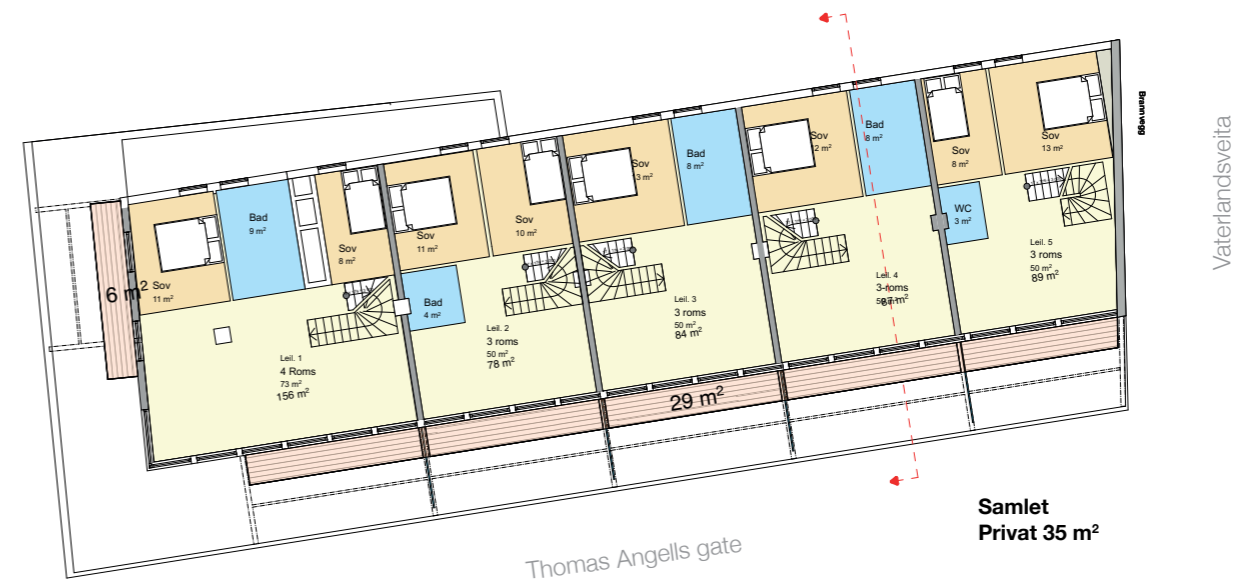 6 m²
Sov
11 m²
Bad
9 m²
Sov
8 m²
Leil. 1
4 Roms
73 m²
156 m²
Sov
11 m²
Sov
10 m²
Bad
4 m²
Leil. 2
3 roms
50 m²
78 m²
Sov
13 m²
Bad
8 m²
Leil. 3
3 roms
50 m²
84 m²
Sov
12 m²
Bad
8 m²
Leil. 4
3-roms
87 m²
Sov
8 m²
Sov
13 m²
WC
3 m²
Leil. 5
3 roms
50 m²
89 m²
29 m²
Brannvegg
Vaterlandsveita
Thomas Angells gate
Samlet
Privat 35 m²